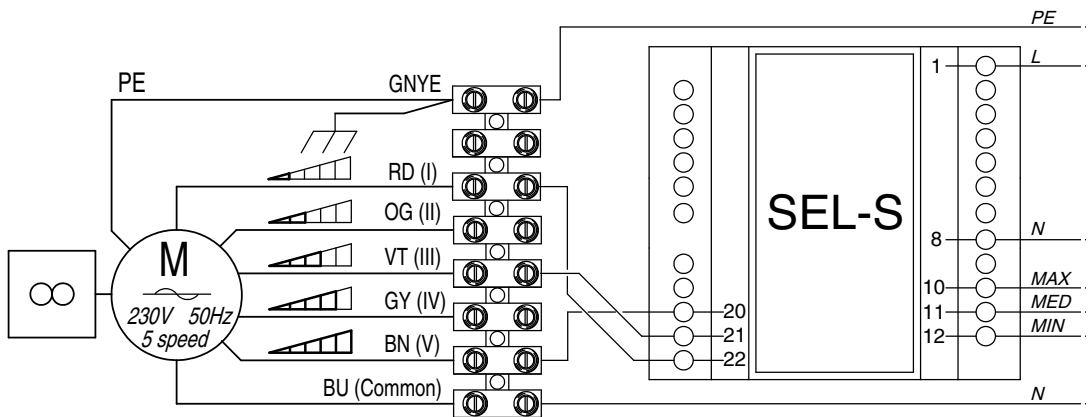 PE
PE
GNYE
1
L
RD (I)
OG (II)
SEL-S
M
VT (III)
8
N
230V 50Hz
5 speed
GY (IV)
10
MAX
20
11
MED
BN (V)
21
12
MIN
22
BU (Common)
N